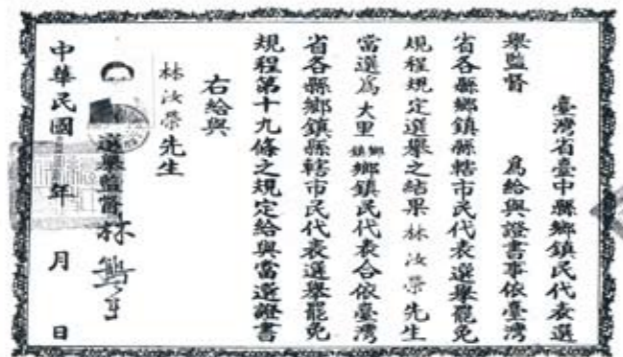 臺灣省臺中縣鄉鎮民代表選
舉監督 為給與證書事依臺灣
省各縣鄉鎮縣轄市民代表選舉罷免
規程規定選舉之結果林汝榮先生
當選為大里鄉鎮鄉鎮民代表合依臺灣
省各縣鄉鎮縣轄市民代表選舉罷免
規程第十九條之規定給與當選證書
右給與
林汝榮先生
選舉監督 林
中華民國 年 月 日